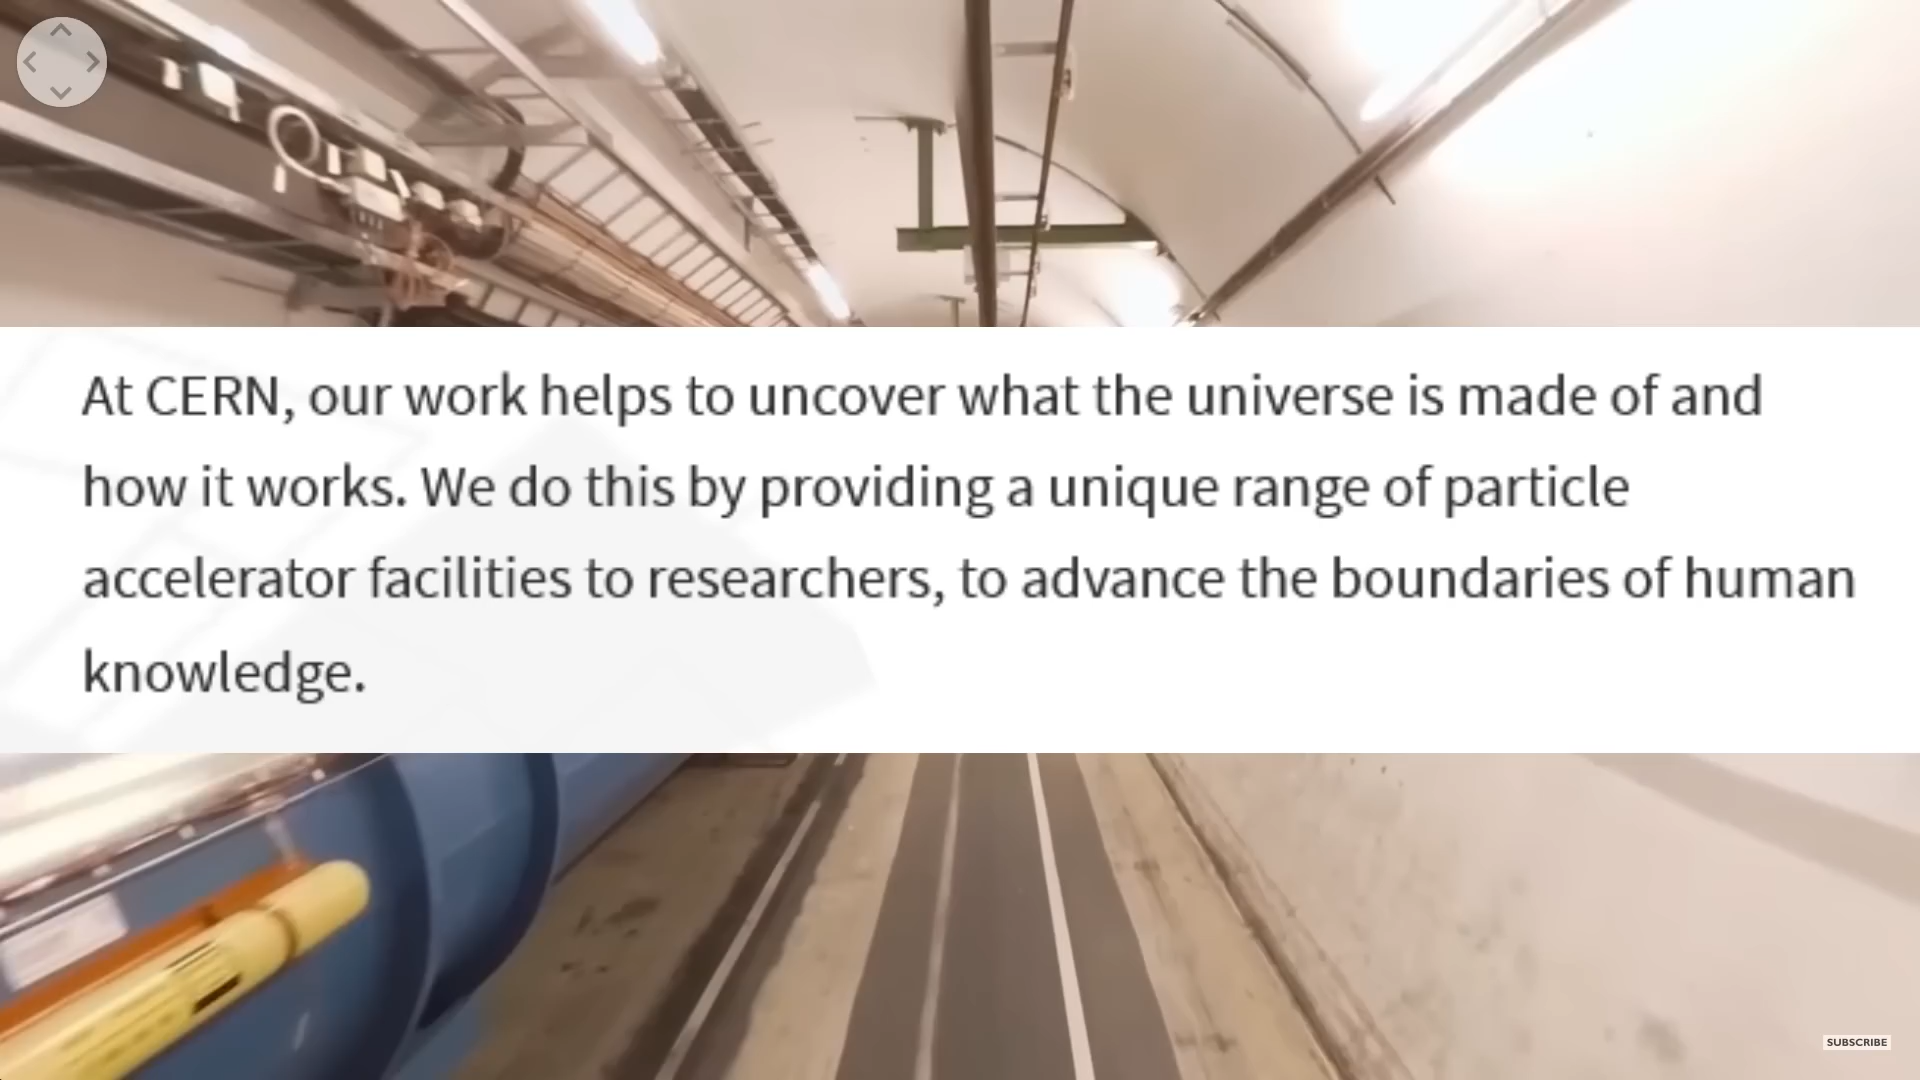 At CERN, our work helps to uncover what the universe is made of and
how it works. We do this by providing a unique range of particle
accelerator facilities to researchers, to advance the boundaries of human
knowledge.
SUBSCRIBE